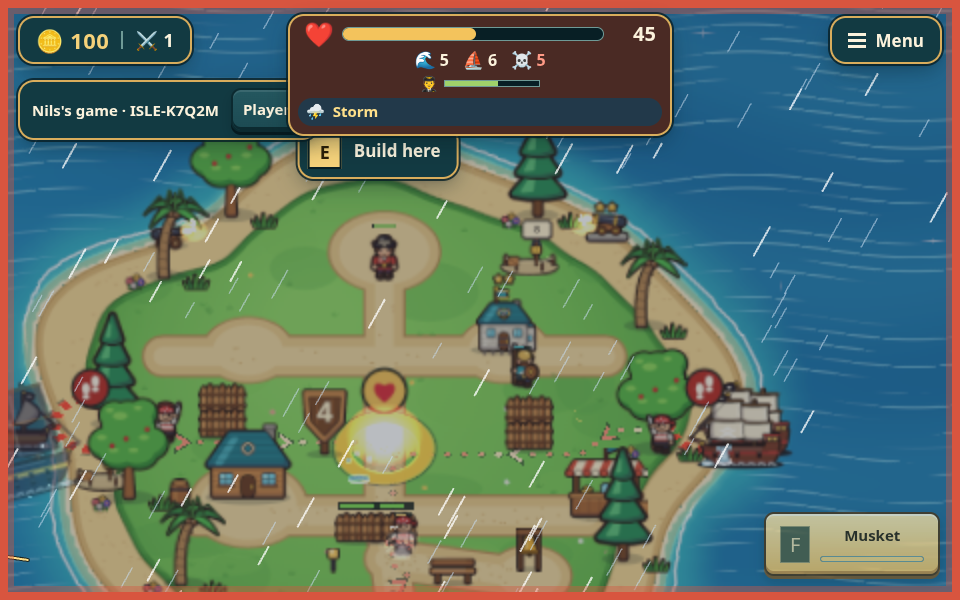 100 | 1
45
5 6 5
Storm
Menu
Nils's game · ISLE-K7Q2M
Player
E Build here
8
4
F Musket